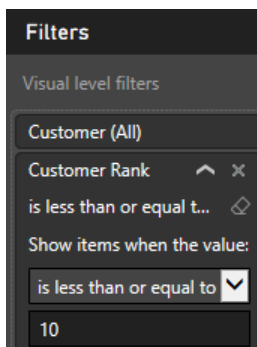 Filters
Visual level filters
Customer (All)
Customer Rank
is less than or equal t...
Show items when the value:
is less than or equal to
10